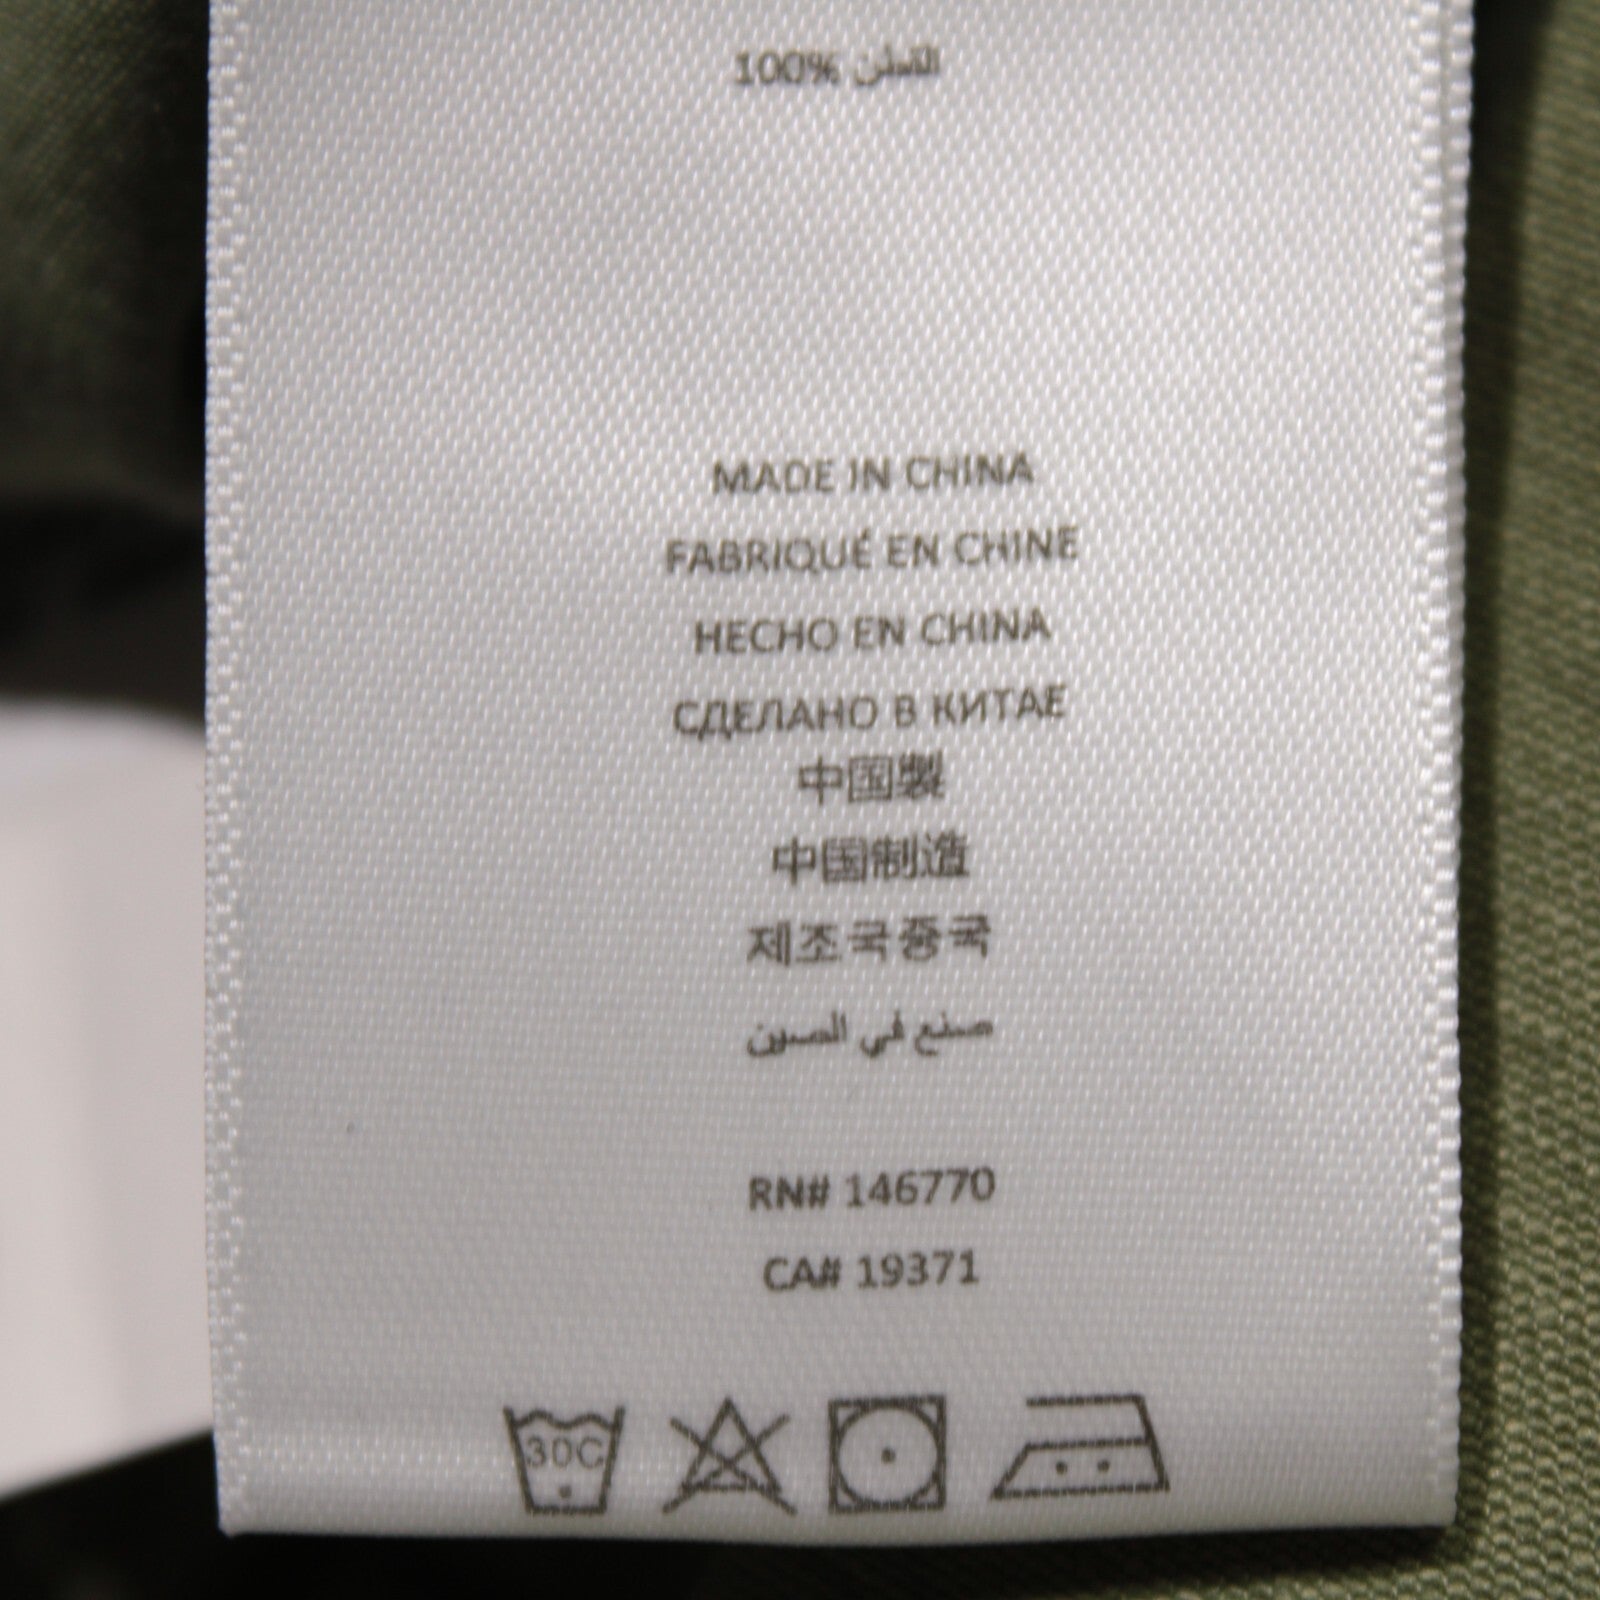 100% القطن
MADE IN CHINA
FABRIQUÉ EN CHINE
HECHO EN CHINA
СДЕЛАНО В КИТАЕ
中国製
中国制造
제조국중국
صنع في الصين
RN# 146770
CA# 19371
30C